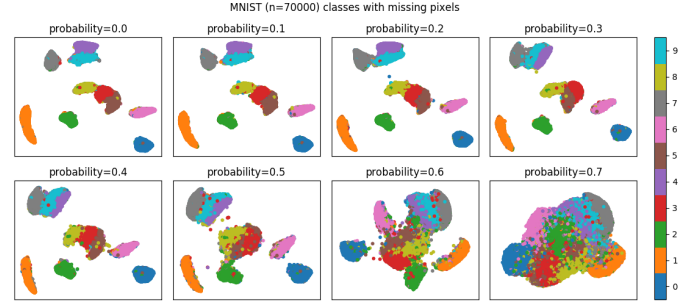 MNIST (n=70000) classes with missing pixels
probability=0.0
probability=0.1
probability=0.2
probability=0.3
probability=0.4
probability=0.5
probability=0.6
probability=0.7
9
8
7
6
5
4
3
2
1
0